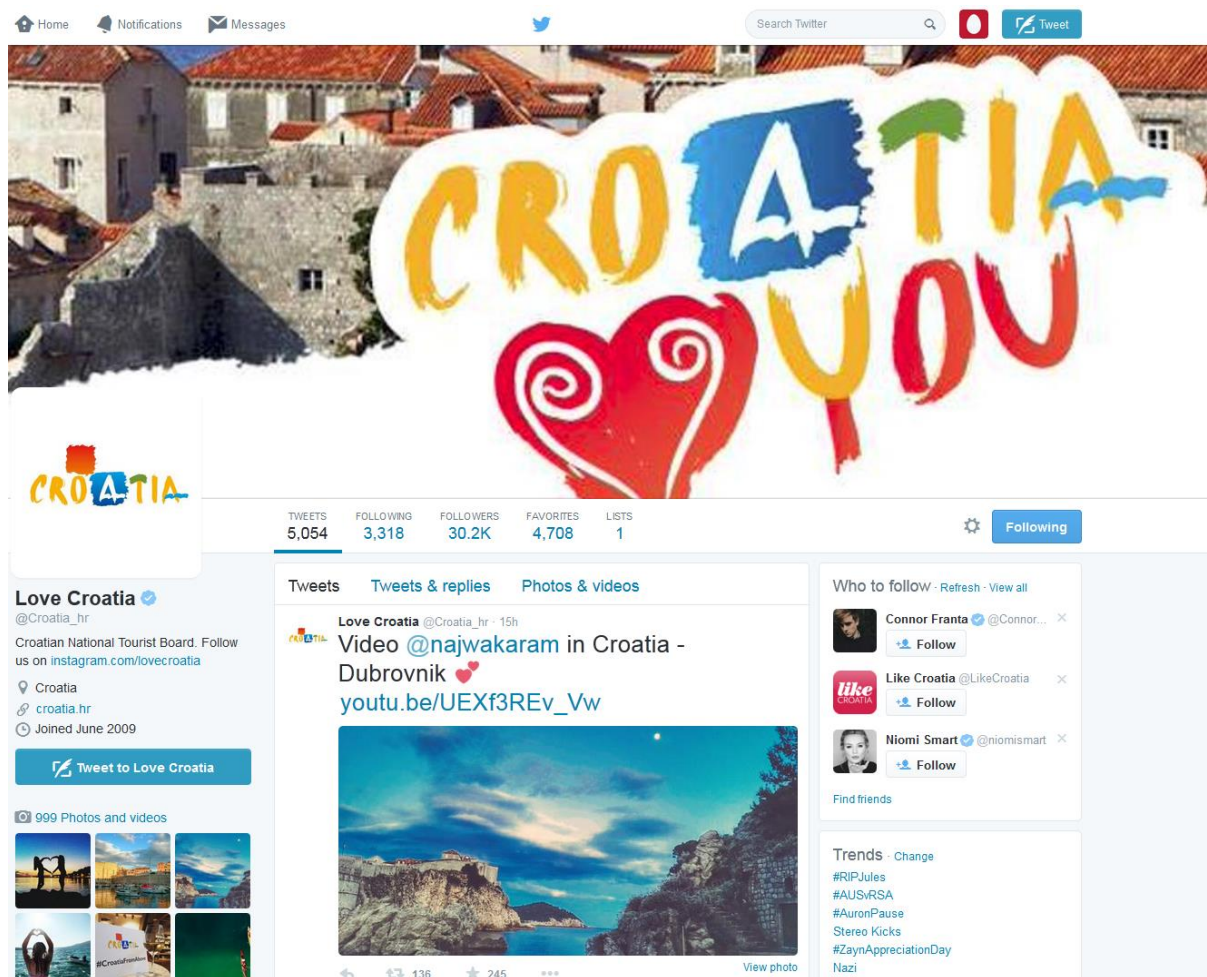 Home
Notifications
Messages
Search Twitter
Tweet
CROATIA
YOU
CROATIA
TWEETS
5,054
FOLLOWING
3,318
FOLLOWERS
30.2K
FAVORITES
4,708
LISTS
1
Following
Love Croatia
@Croatia_hr
Croatian National Tourist Board. Follow
us on instagram.com/lovecroatia
Croatia
croatia.hr
Joined June 2009
Tweet to Love Croatia
999 Photos and videos
CROATIA
#CroatiaFromAbove
Tweets
Tweets & replies
Photos & videos
CROATIA
Love Croatia @Croatia_hr · 15h
Video @najwakaram in Croatia -
Dubrovnik
youtu.be/UEXf3REv_Vw
136
245
View photo
Who to follow · Refresh · View all
Connor Franta @Connor...
Follow
like
CROATIA
Like Croatia @LikeCroatia
Follow
Niomi Smart @niomismart
Follow
Find friends
Trends · Change
#RIPJules
#AUSvRSA
#AuronPause
Stereo Kicks
#ZaynAppreciationDay
Nazi